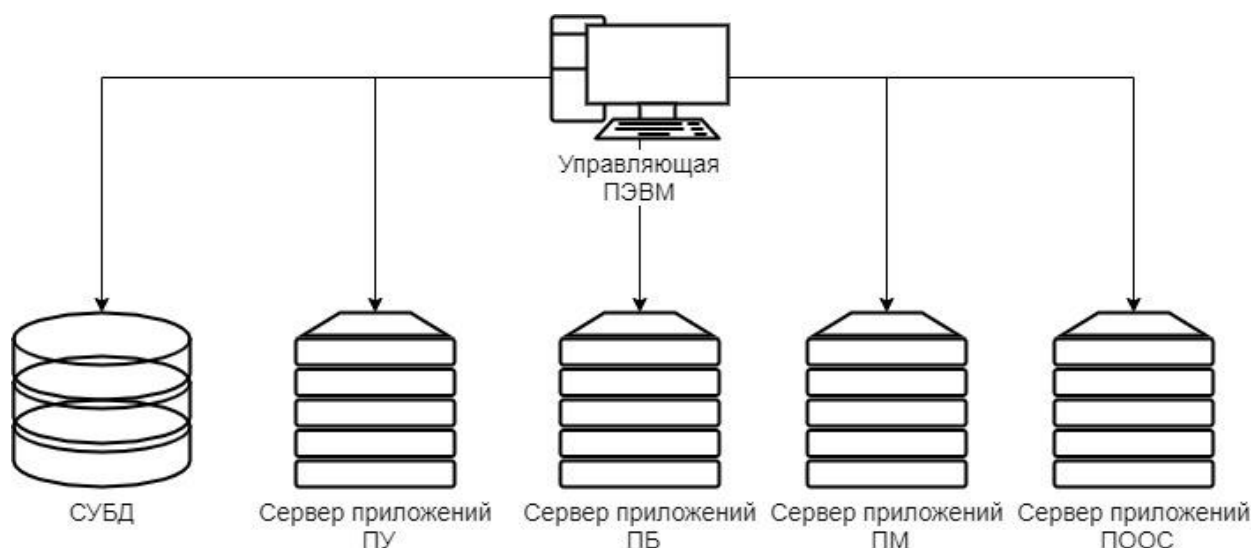 Управляющая
ПЭВМ
СУБД
Сервер приложений
ПУ
Сервер приложений
ПБ
Сервер приложений
ПМ
Сервер приложений
ПООС